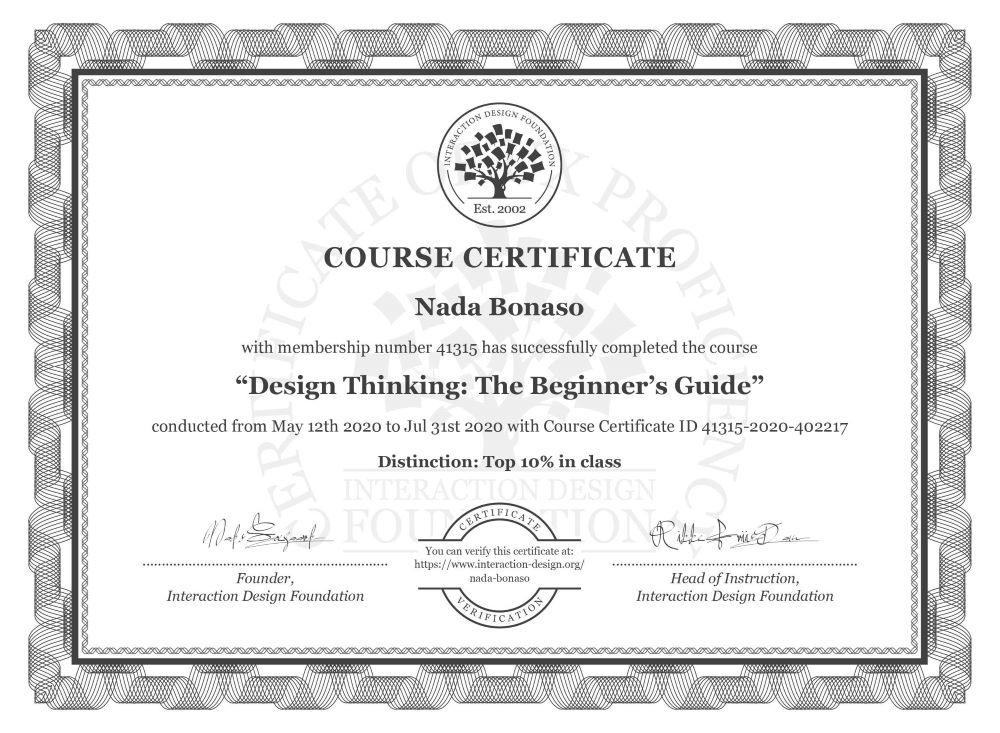 INTERACTION DESIGN FOUNDATION
Est. 2002
CERTIFICATE OF UX PROFICIENCY
COURSE CERTIFICATE
Nada Bonaso
with membership number 41315 has successfully completed the course
“Design Thinking: The Beginner’s Guide”
conducted from May 12th 2020 to Jul 31st 2020 with Course Certificate ID 41315-2020-402217
Distinction: Top 10% in class
INTERACTION DESIGN
FOUNDATION
CERTIFICATE
You can verify this certificate at:
https://www.interaction-design.org/
nada-bonaso
VERIFICATION
Founder,
Interaction Design Foundation
Head of Instruction,
Interaction Design Foundation